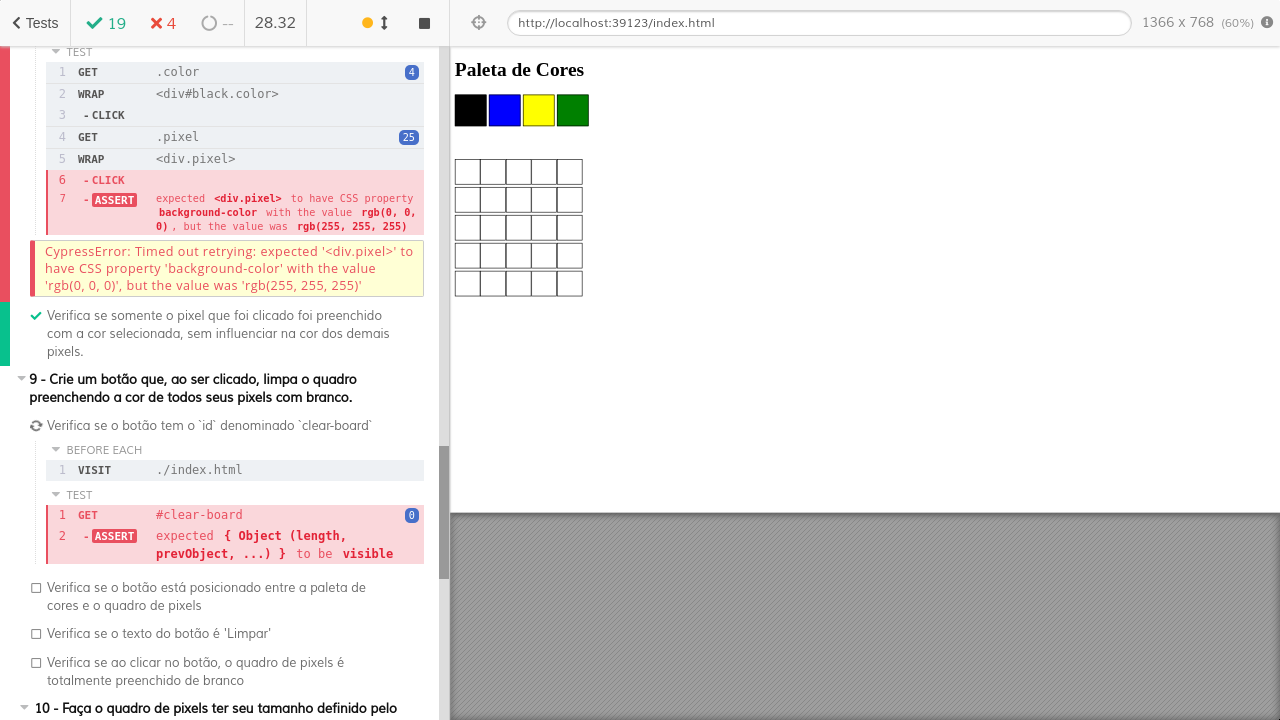 Tests
19
4
--
28.32
http://localhost:39123/index.html
1366 x 768 (60%)
TEST
1 GET .color 4
2 WRAP <div#black.color>
3 - CLICK
4 GET .pixel 25
5 WRAP <div.pixel>
6 - CLICK
7 - ASSERT expected <div.pixel> to have CSS property
background-color with the value rgb(0, 0,
0) , but the value was rgb(255, 255, 255)
CypressError: Timed out retrying: expected '<div.pixel>' to
have CSS property 'background-color' with the value
'rgb(0, 0, 0)', but the value was 'rgb(255, 255, 255)'
Verifica se somente o pixel que foi clicado foi preenchido
com a cor selecionada, sem influenciar na cor dos demais
pixels.
9 - Crie um botão que, ao ser clicado, limpa o quadro
preenchendo a cor de todos seus pixels com branco.
Verifica se o botão tem o `id` denominado `clear-board`
BEFORE EACH
1 VISIT ./index.html
TEST
1 GET #clear-board 0
2 - ASSERT expected { Object (length,
prevObject, ...) } to be visible
Verifica se o botão está posicionado entre a paleta de
cores e o quadro de pixels
Verifica se o texto do botão é 'Limpar'
Verifica se ao clicar no botão, o quadro de pixels é
totalmente preenchido de branco
10 - Faça o quadro de pixels ter seu tamanho definido pelo
Paleta de Cores